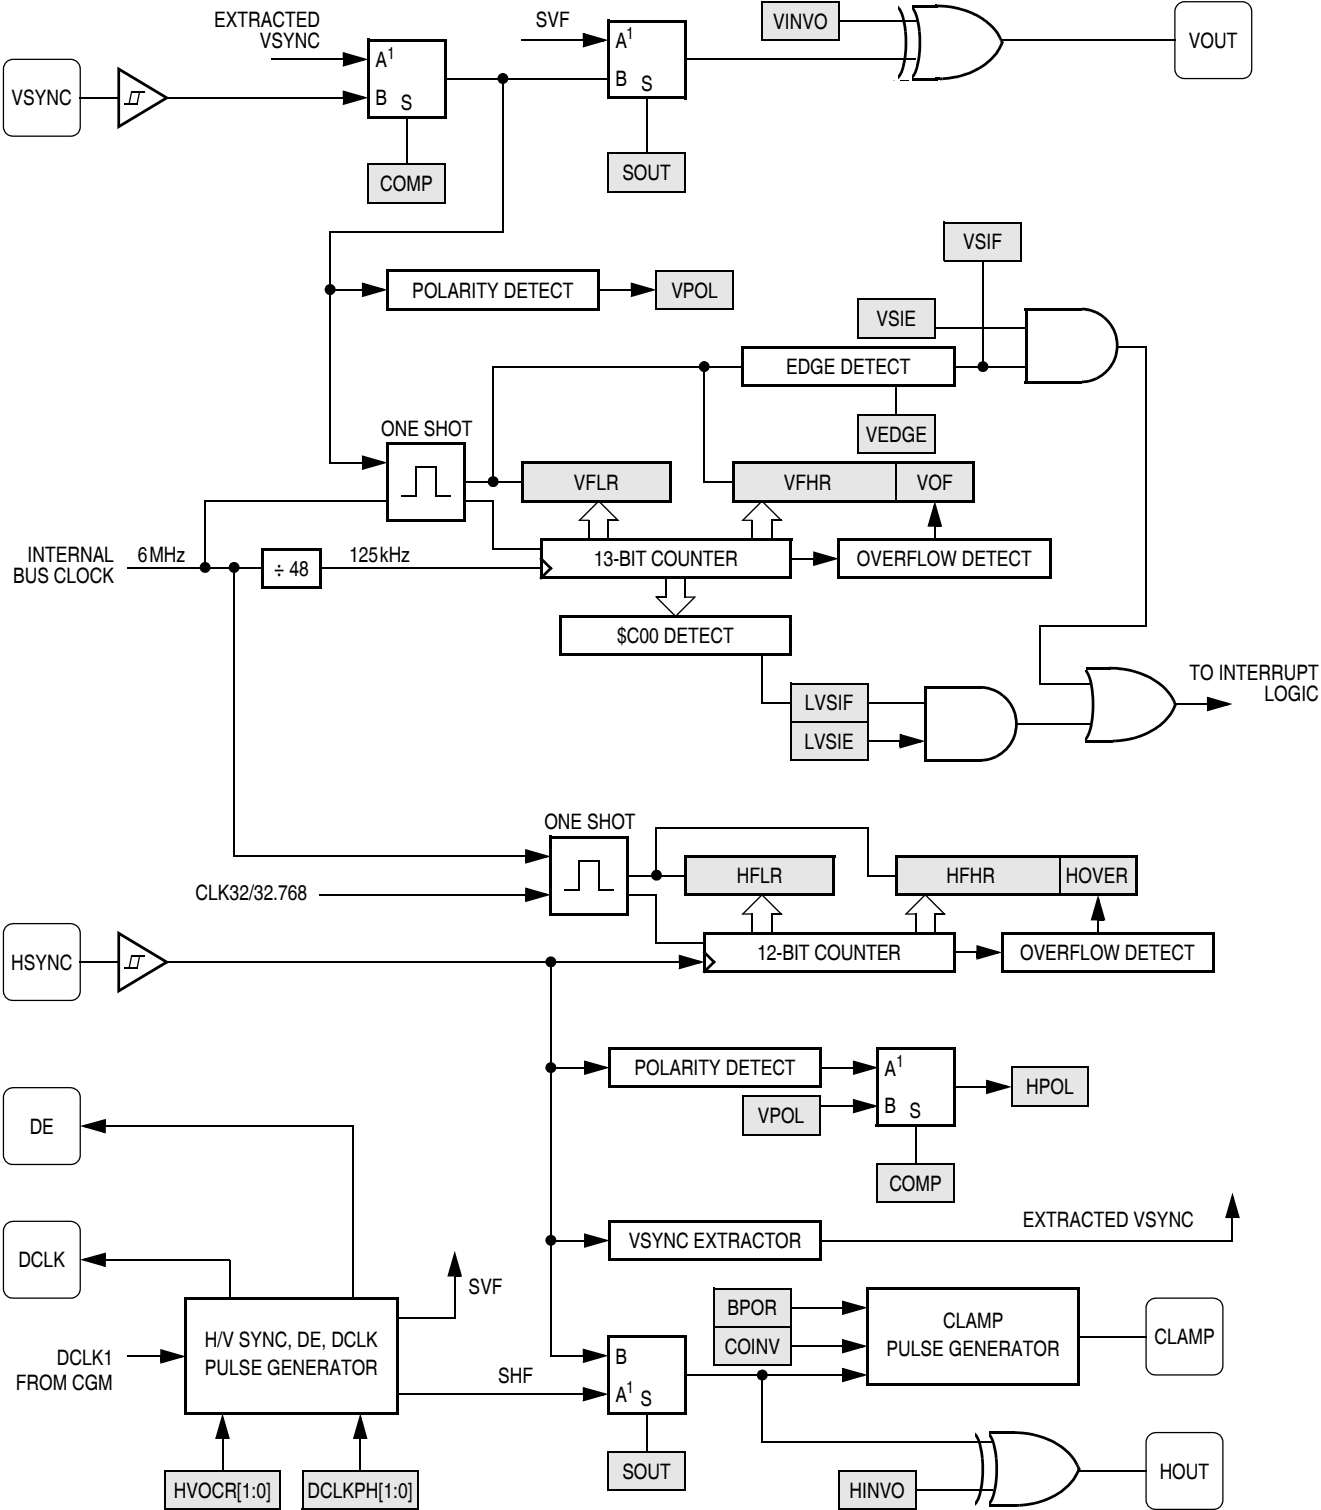 EXTRACTED
VSYNC
SVF
VINVO
VOUT
VSYNC
A1
B S
A1
B S
COMP
SOUT
VSIF
POLARITY DETECT
VPOL
VSIE
EDGE DETECT
VEDGE
ONE SHOT
VFLR
VFHR
VOF
INTERNAL
BUS CLOCK
6MHz
÷ 48
125kHz
13-BIT COUNTER
OVERFLOW DETECT
$C00 DETECT
LVSIF
LVSIE
TO INTERRUPT
LOGIC
ONE SHOT
HFLR
HFHR
HOVER
CLK32/32.768
HSYNC
12-BIT COUNTER
OVERFLOW DETECT
POLARITY DETECT
A1
B S
HPOL
VPOL
COMP
DE
VSYNC EXTRACTOR
EXTRACTED VSYNC
DCLK
SVF
H/V SYNC, DE, DCLK
PULSE GENERATOR
DCLK1
FROM CGM
SHF
B
A1 S
BPOR
COINV
CLAMP
PULSE GENERATOR
CLAMP
SOUT
HVOCR[1:0]
DCLKPH[1:0]
HINVO
HOUT